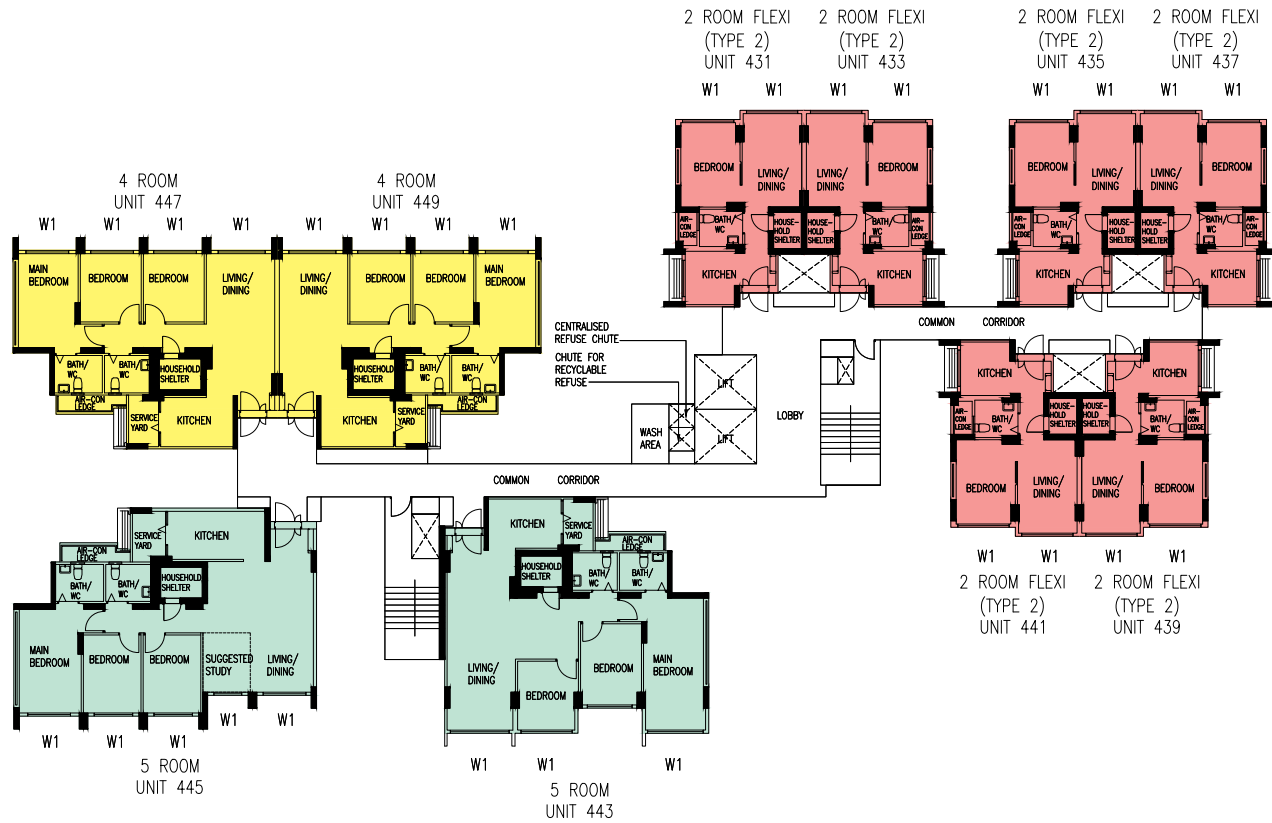 2 ROOM FLEXI
(TYPE 2)
UNIT 431
2 ROOM FLEXI
(TYPE 2)
UNIT 433
2 ROOM FLEXI
(TYPE 2)
UNIT 435
2 ROOM FLEXI
(TYPE 2)
UNIT 437
W1
W1
W1
W1
W1
W1
W1
W1
BEDROOM
LIVING/
DINING
LIVING/
DINING
BEDROOM
BEDROOM
LIVING/
DINING
LIVING/
DINING
BEDROOM
AIR-
CON
LEDGE
BATH/
WC
HOUSE-
HOLD
SHELTER
HOUSE-
HOLD
SHELTER
BATH/
WC
AIR-
CON
LEDGE
AIR-
CON
LEDGE
BATH/
WC
HOUSE-
HOLD
SHELTER
HOUSE-
HOLD
SHELTER
BATH/
WC
AIR-
CON
LEDGE
KITCHEN
KITCHEN
KITCHEN
KITCHEN
4 ROOM
UNIT 447
4 ROOM
UNIT 449
W1
W1
W1
W1
W1
W1
W1
W1
MAIN
BEDROOM
BEDROOM
BEDROOM
LIVING/
DINING
LIVING/
DINING
BEDROOM
BEDROOM
MAIN
BEDROOM
BATH/
WC
BATH/
WC
HOUSEHOLD
SHELTER
HOUSEHOLD
SHELTER
BATH/
WC
BATH/
WC
AIR-CON
LEDGE
SERVICE
YARD
KITCHEN
KITCHEN
SERVICE
YARD
AIR-CON
LEDGE
CENTRALISED
REFUSE CHUTE
CHUTE FOR
RECYCLABLE
REFUSE
WASH
AREA
LIFT
LIFT
LOBBY
COMMON
CORRIDOR
COMMON
CORRIDOR
KITCHEN
KITCHEN
AIR-
CON
LEDGE
BATH/
WC
HOUSE-
HOLD
SHELTER
HOUSE-
HOLD
SHELTER
BATH/
WC
AIR-
CON
LEDGE
BEDROOM
LIVING/
DINING
LIVING/
DINING
BEDROOM
W1
W1
W1
W1
2 ROOM FLEXI
(TYPE 2)
UNIT 441
2 ROOM FLEXI
(TYPE 2)
UNIT 439
SERVICE
YARD
KITCHEN
AIR-CON
LEDGE
BATH/
WC
BATH/
WC
HOUSEHOLD
SHELTER
MAIN
BEDROOM
BEDROOM
BEDROOM
SUGGESTED
STUDY
LIVING/
DINING
W1
W1
W1
W1
W1
5 ROOM
UNIT 445
KITCHEN
SERVICE
YARD
AIR-CON
LEDGE
HOUSEHOLD
SHELTER
BATH/
WC
BATH/
WC
LIVING/
DINING
BEDROOM
BEDROOM
MAIN
BEDROOM
W1
W1
W1
5 ROOM
UNIT 443